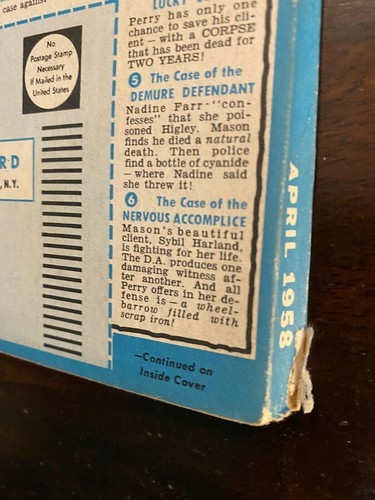 case against
No
Postage Stamp
Necessary
If Mailed in the
United States
R·D
, N.Y.
LUCKY
Perry has only one
chance to save his cli-
ent — with a CORPSE
that has been dead for
TWO YEARS!
5 The Case of the
DEMURE DEFENDANT
Nadine Farr "con-
fesses" that she poi-
soned Higley. Mason
finds he died a natural
death. Then police
find a bottle of cyanide
— where Nadine said
she threw it!
6 The Case of the
NERVOUS ACCOMPLICE
Mason's beautiful
client, Sybil Harland,
is fighting for her life.
The D.A. produces one
damaging witness af-
ter another. And all
Perry offers in her de-
fense is — a wheel-
barrow filled with
scrap iron!
—Continued on
Inside Cover
APRIL 1958